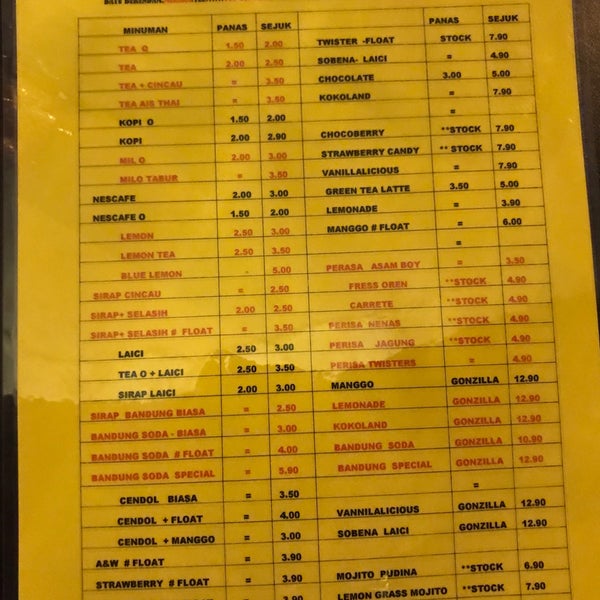 MINUMAN PANAS SEJUK
TEA O 1.50 2.00
TEA 2.00 2.50
TEA + CINCAU = 3.50
TEA AIS THAI = 3.50
KOPI O 1.50 2.00
KOPI 2.00 2.90
MIL O 2.00 3.00
MILO TABUR = 3.50
NESCAFE 2.00 3.00
NESCAFE O 1.50 2.00
LEMON 2.50 3.00
LEMON TEA 2.50 3.50
BLUE LEMON - 5.00
SIRAP CINCAU = 2.50
SIRAP+ SELASIH 2.00 2.50
SIRAP+ SELASIH # FLOAT = 3.50
LAICI 2.50 3.00
TEA O + LAICI 2.50 3.50
SIRAP LAICI 2.00 3.00
SIRAP BANDUNG BIASA = 2.50
BANDUNG SODA - BIASA = 3.00
BANDUNG SODA # FLOAT = 4.00
BANDUNG SODA SPECIAL = 5.90
CENDOL BIASA = 3.50
CENDOL + FLOAT = 4.00
CENDOL + MANGGO = 3.00
A&W # FLOAT = 3.90
STRAWBERRY # FLOAT = 3.90
= 3.90
PANAS SEJUK
TWISTER -FLOAT STOCK 7.90
SOBENA- LAICI =
CHOCOLATE 3.00 5.00
KOKOLAND = 7.90
=
CHOCOBERRY **STOCK 7.90
STRAWBERRY CANDY **STOCK 7.90
VANILLALICIOUS = 7.90
GREEN TEA LATTE 3.50 5.00
LEMONADE = 3.90
MANGGO # FLOAT = 6.00
=
PERASA ASAM BOY = 3.50
FRESS OREN **STOCK 4.90
CARRETE **STOCK 4.90
PERISA NENAS **STOCK 4.90
PERISA JAGUNG **STOCK 4.90
PERISA TWISTERS = 4.90
MANGGO GONZILLA 12.90
LEMONADE GONZILLA 12.90
KOKOLAND GONZILLA 12.90
BANDUNG SODA GONZILLA 10.90
BANDUNG SPECIAL GONZILLA 12.90
=
VANNILALICIOUS GONZILLA 12.90
SOBENA LAICI GONZILLA 12.90
MOJITO PUDINA **STOCK 6.90
LEMON GRASS MOJITO **STOCK 7.90